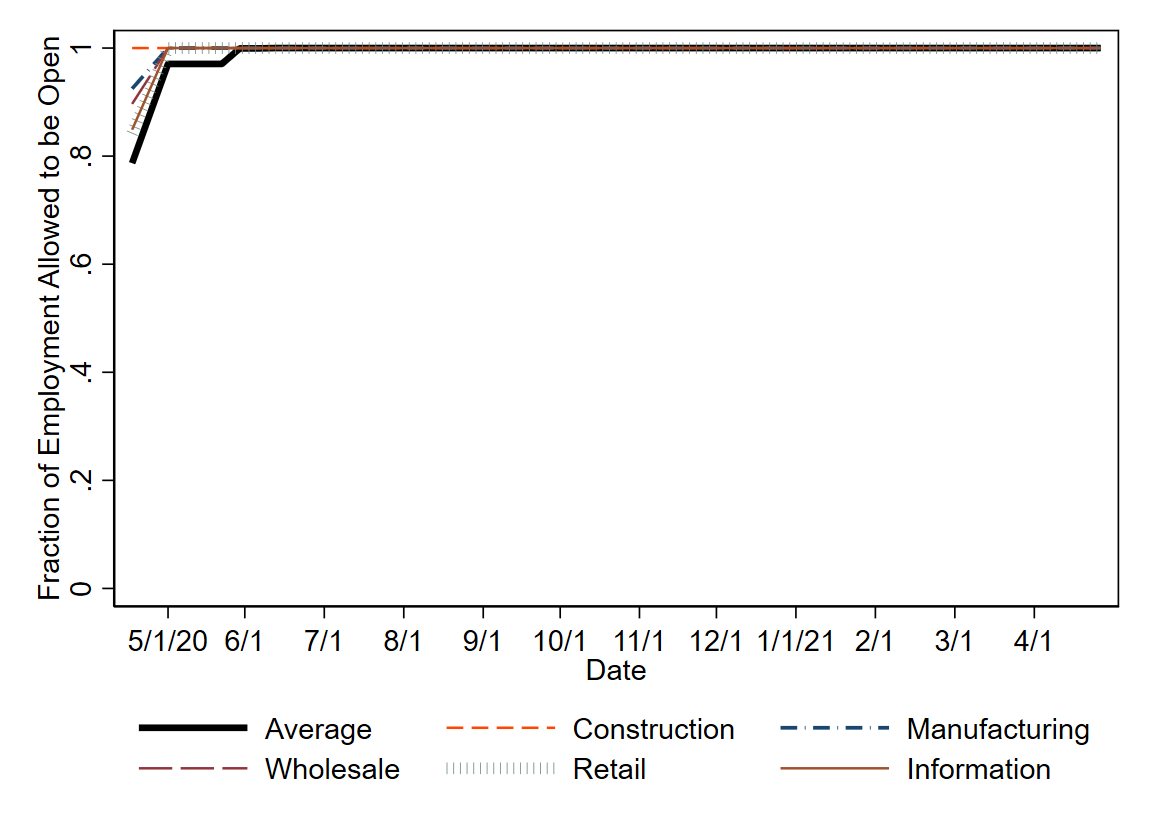 Fraction of Employment Allowed to be Open
1
.8
.6
.4
.2
0
5/1/20 6/1 7/1 8/1 9/1 10/1 11/1 12/1 1/1/21 2/1 3/1 4/1
Date
Average Construction Manufacturing
Wholesale Retail Information